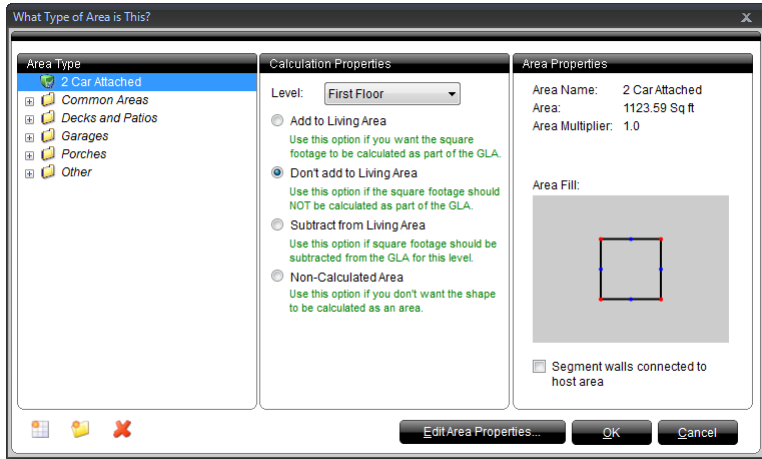 What Type of Area is This?
Area Type
2 Car Attached
Common Areas
Decks and Patios
Garages
Porches
Other
Calculation Properties
Level: First Floor
Add to Living Area
Use this option if you want the square
footage to be calculated as part of the GLA.
Don't add to Living Area
Use this option if the square footage should
NOT be calculated as part of the GLA.
Subtract from Living Area
Use this option if square footage should be
subtracted from the GLA for this level.
Non-Calculated Area
Use this option if you don't want the shape
to be calculated as an area.
Area Properties
Area Name: 2 Car Attached
Area: 1123.59 Sq ft
Area Multiplier: 1.0
Area Fill:
Segment walls connected to
host area
Edit Area Properties...
OK
Cancel